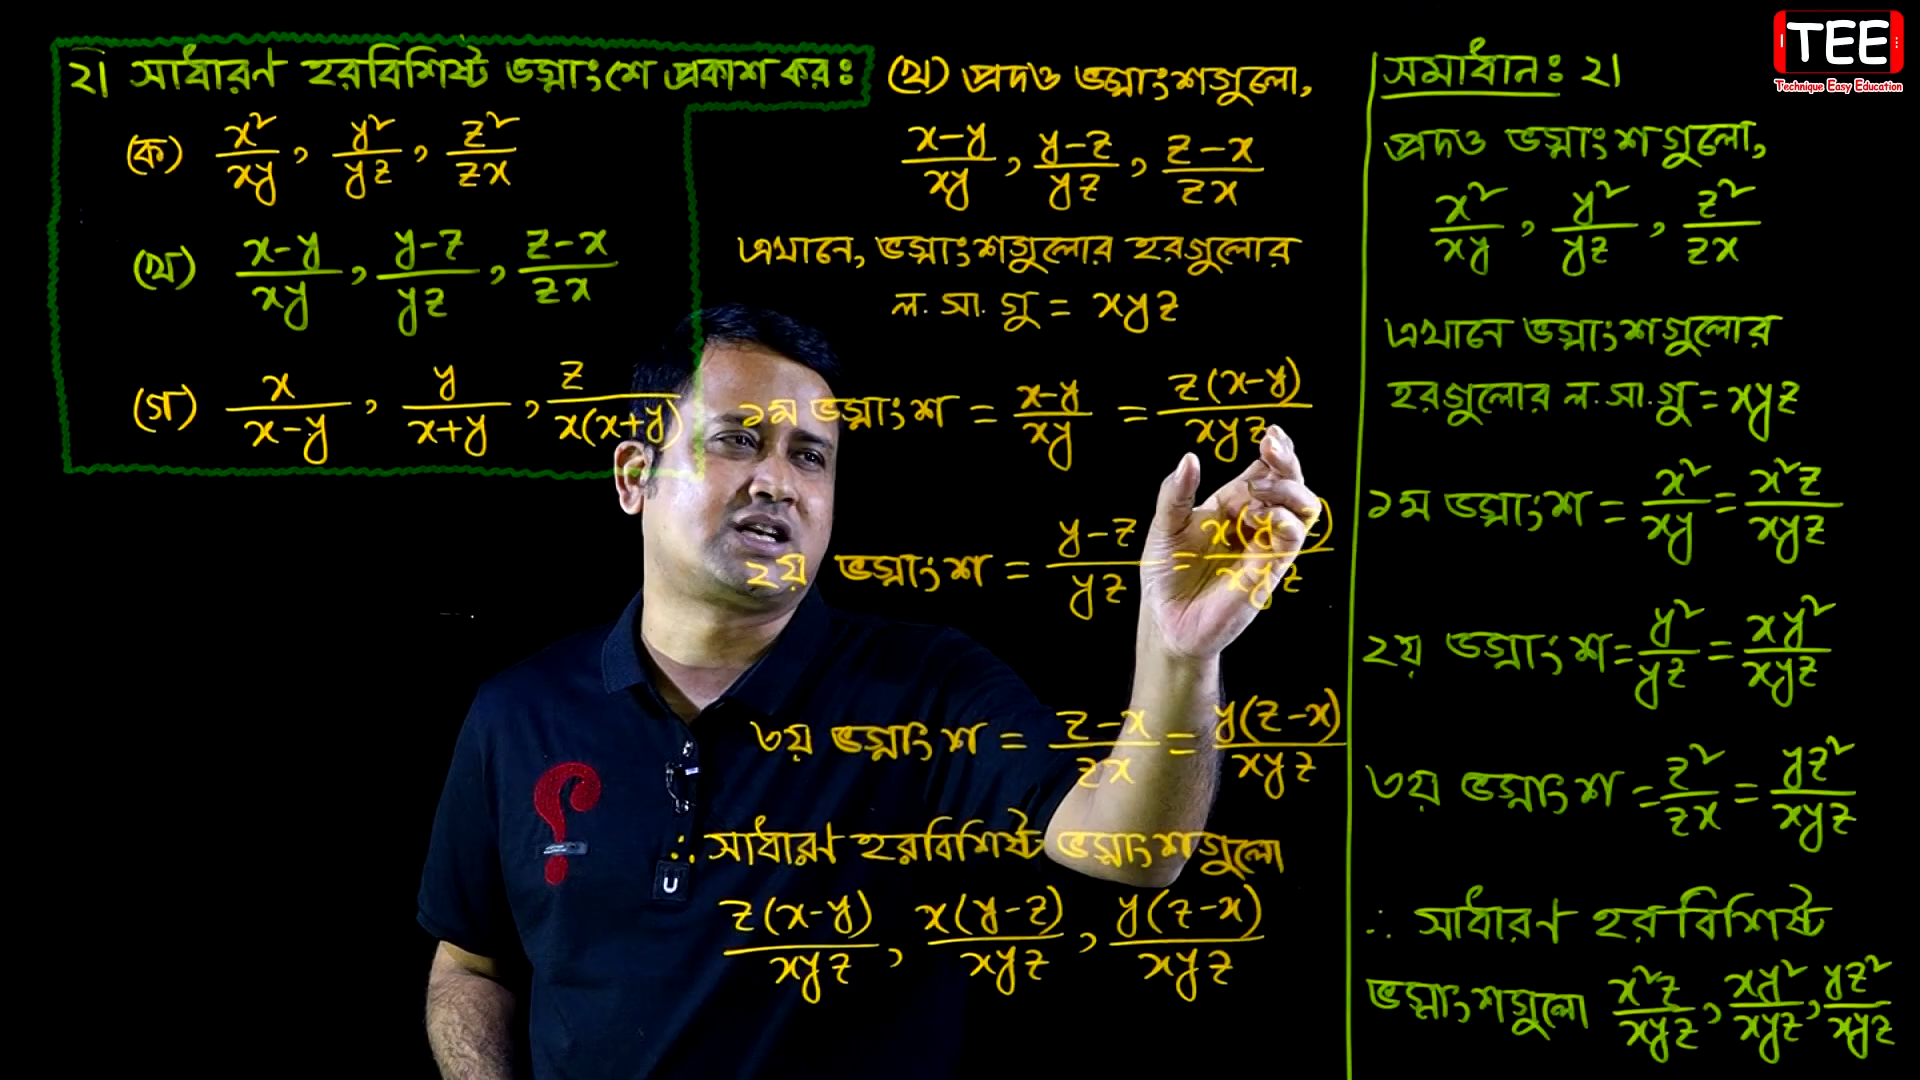 ২। সাধারণ হরবিশিষ্ট ভগ্নাংশে প্রকাশ কর:
(ক) x²/xy, y²/yz, z²/zx
(খ) x-y/xy, y-z/yz, z-x/zx
(গ) x/x-y, y/x+y, z/x(x+y)
(খ) প্রদত্ত ভগ্নাংশগুলো,
x-y/xy, y-z/yz, z-x/zx
এখানে, ভগ্নাংশগুলোর হরগুলোর
ল. সা. গু = xyz
১ম ভগ্নাংশ = x-y/xy = z(x-y)/xyz
২য় ভগ্নাংশ = y-z/yz = x(y-z)/xyz
৩য় ভগ্নাংশ = z-x/zx = y(z-x)/xyz
∴ সাধারণ হরবিশিষ্ট ভগ্নাংশগুলো
z(x-y)/xyz, x(y-z)/xyz, y(z-x)/xyz
সমাধান: ২।
প্রদত্ত ভগ্নাংশগুলো,
x²/xy, y²/yz, z²/zx
এখানে ভগ্নাংশগুলোর
হরগুলোর ল. সা. গু = xyz
১ম ভগ্নাংশ = x²/xy = x²z/xyz
২য় ভগ্নাংশ = y²/yz = xy²/xyz
৩য় ভগ্নাংশ = z²/zx = yz²/xyz
∴ সাধারণ হরবিশিষ্ট
ভগ্নাংশগুলো x²z/xyz, xy²/xyz, yz²/xyz
TEE
Technique Easy Education
U